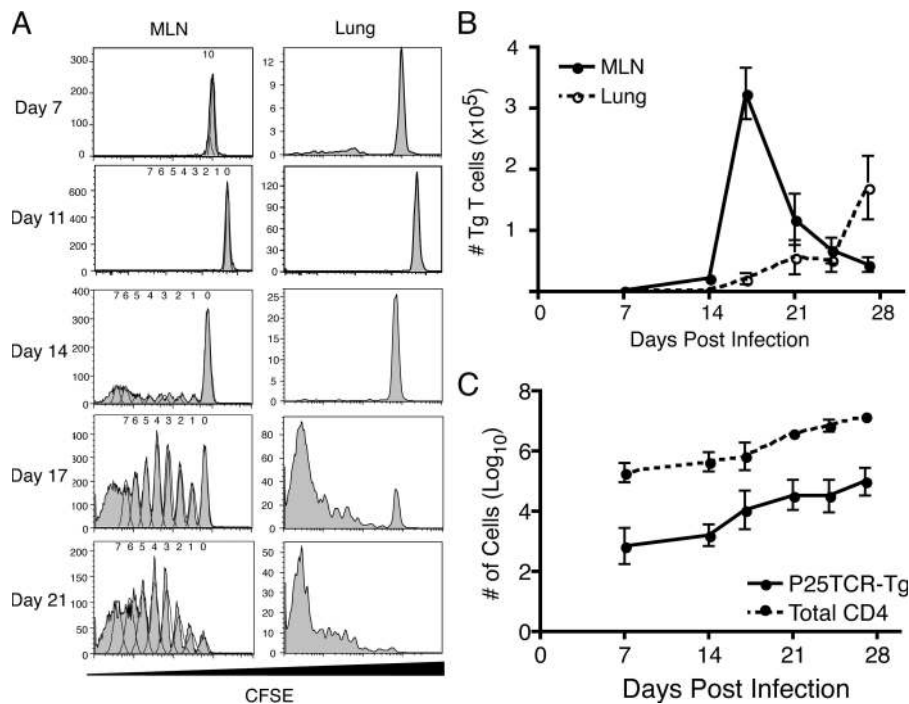 A
MLN
Lung
Day 7
300
200
100
0
10
12
9
6
3
0
Day 11
600
400
200
0
7 6 5 4 3 2 1 0
120
90
60
30
0
Day 14
400
300
200
100
0
7 6 5 4 3 2 1 0
25
20
15
10
5
0
Day 17
400
300
200
100
0
7 6 5 4 3 2 1 0
80
60
40
20
0
Day 21
200
150
100
50
0
7 6 5 4 3 2 1 0
50
40
30
20
10
0
CFSE
B
# Tg T cells (x10⁵)
4
3
2
1
MLN
Lung
0 7 14 21 28
Days Post Infection
C
# of Cells (Log₁₀)
8
6
4
2
0
P25TCR-Tg
Total CD4
0 7 14 21 28
Days Post Infection